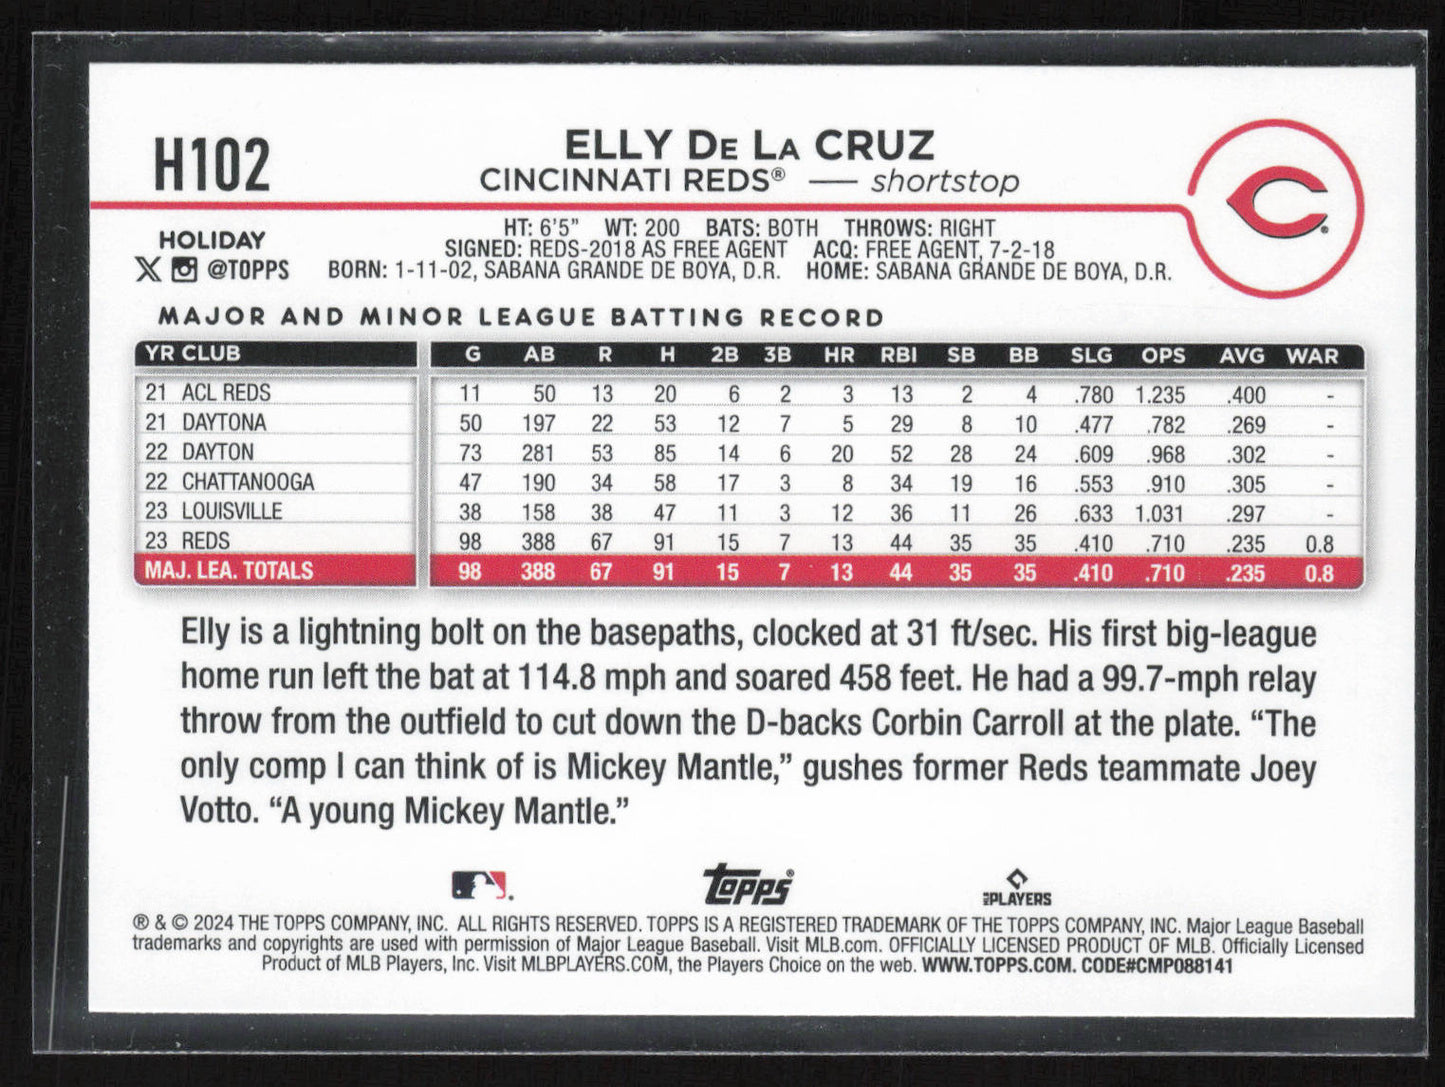 H102
ELLY DE LA CRUZ
CINCINNATI REDS® — shortstop
HOLIDAY
@TOPPS
HT: 6'5" WT: 200 BATS: BOTH THROWS: RIGHT
SIGNED: REDS-2018 AS FREE AGENT ACQ: FREE AGENT, 7-2-18
BORN: 1-11-02, SABANA GRANDE DE BOYA, D.R. HOME: SABANA GRANDE DE BOYA, D.R.
MAJOR AND MINOR LEAGUE BATTING RECORD
YR CLUB G AB R H 2B 3B HR RBI SB BB SLG OPS AVG WAR
21 ACL REDS 11 50 13 20 6 2 3 13 2 4 .780 1.235 .400 -
21 DAYTONA 50 197 22 53 12 7 5 29 8 10 .477 .782 .269 -
22 DAYTON 73 281 53 85 14 6 20 52 28 24 .609 .968 .302 -
22 CHATTANOOGA 47 190 34 58 17 3 8 34 19 16 .553 .910 .305 -
23 LOUISVILLE 38 158 38 47 11 3 12 36 11 26 .633 1.031 .297 -
23 REDS 98 388 67 91 15 7 13 44 35 35 .410 .710 .235 0.8
MAJ. LEA. TOTALS 98 388 67 91 15 7 13 44 35 35 .410 .710 .235 0.8
Elly is a lightning bolt on the basepaths, clocked at 31 ft/sec. His first big-league
home run left the bat at 114.8 mph and soared 458 feet. He had a 99.7-mph relay
throw from the outfield to cut down the D-backs Corbin Carroll at the plate. “The
only comp I can think of is Mickey Mantle,” gushes former Reds teammate Joey
Votto. “A young Mickey Mantle.”
Topps®
PLAYERS
® & © 2024 THE TOPPS COMPANY, INC. ALL RIGHTS RESERVED. TOPPS IS A REGISTERED TRADEMARK OF THE TOPPS COMPANY, INC. Major League Baseball
trademarks and copyrights are used with permission of Major League Baseball. Visit MLB.com. OFFICIALLY LICENSED PRODUCT OF MLB. Officially Licensed
Product of MLB Players, Inc. Visit MLBPLAYERS.COM, the Players Choice on the web. WWW.TOPPS.COM. CODE#CMP088141